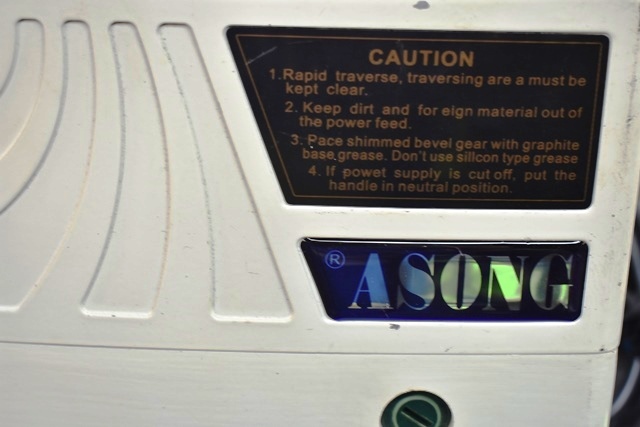 CAUTION
1.Rapid traverse, traversing are a must be
kept clear.
2. Keep dirt and for eign material out of
the power feed.
3. Pace shimmed bevel gear with graphite
base grease. Don't use sillcon type grease
4. If powet supply is cut off, put the
handle in neutral position.
® ASONG